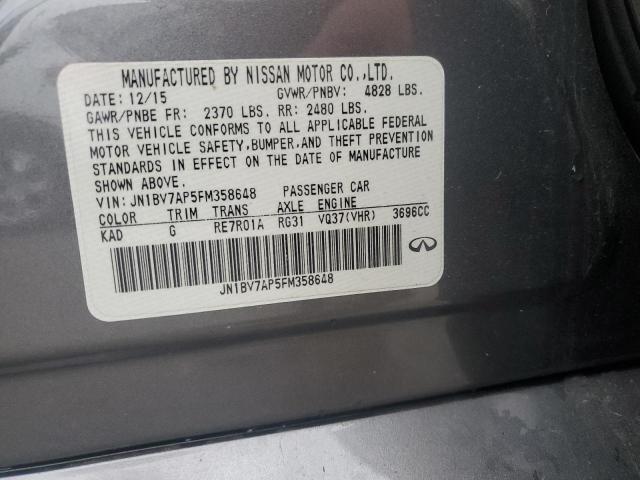 MANUFACTURED BY NISSAN MOTOR CO.,LTD.
DATE: 12/15 GVWR/PNBV: 4828 LBS.
GAWR/PNBE FR: 2370 LBS. RR: 2480 LBS.
THIS VEHICLE CONFORMS TO ALL APPLICABLE FEDERAL
MOTOR VEHICLE SAFETY,BUMPER,AND THEFT PREVENTION
STANDARDS IN EFFECT ON THE DATE OF MANUFACTURE
SHOWN ABOVE.
VIN: JN1BV7AP5FM358648 PASSENGER CAR
COLOR TRIM TRANS AXLE ENGINE
KAD G RE7R01A RG31 VQ37(VHR) 3696CC
JN1BV7AP5FM358648